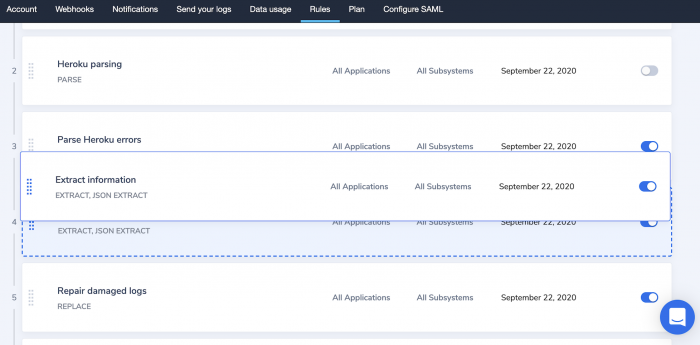 Account Webhooks Notifications Send your logs Data usage Rules Plan Configure SAML
2 Heroku parsing All Applications All Subsystems September 22, 2020
PARSE
3 Parse Heroku errors All Applications All Subsystems September 22, 2020
Extract information All Applications All Subsystems September 22, 2020
EXTRACT, JSON EXTRACT
4 All Applications All Subsystems September 22, 2020
EXTRACT, JSON EXTRACT
5 Repair damaged logs All Applications All Subsystems September 22, 2020
REPLACE